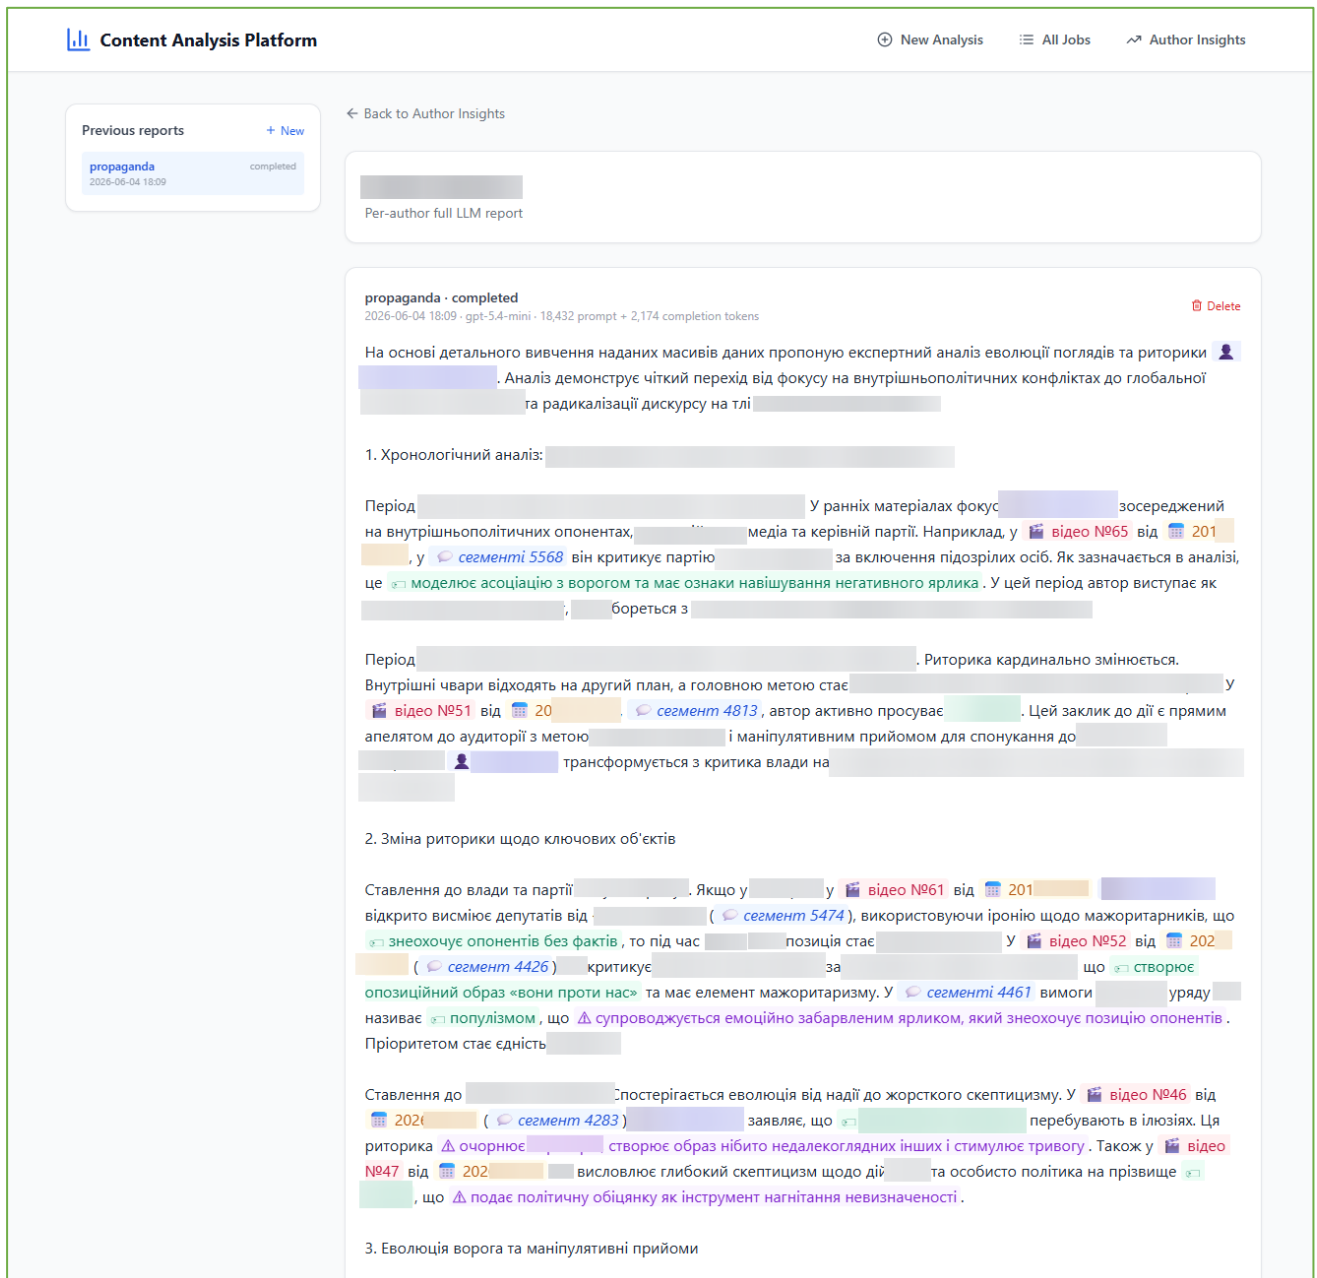 Content Analysis Platform
New Analysis
All Jobs
Author Insights
Previous reports
+ New
propaganda
completed
2026-06-04 18:09
← Back to Author Insights
Per-author full LLM report
propaganda · completed
Delete
2026-06-04 18:09 · gpt-5.4-mini · 18,432 prompt + 2,174 completion tokens
На основі детального вивчення наданих масивів даних пропоную експертний аналіз еволюції поглядів та риторики
. Аналіз демонструє чіткий перехід від фокусу на внутрішньополітичних конфліктах до глобальної
та радикалізації дискурсу на тлі
1. Хронологічний аналіз:
Період У ранніх матеріалах фокус зосереджений
на внутрішньополітичних опонентах, медіа та керівній партії. Наприклад, у відео №65 від 201
, у сегменті 5568 він критикує партію за включення підозрілих осіб. Як зазначається в аналізі,
це моделює асоціацію з ворогом та має ознаки навішування негативного ярлика . У цей період автор виступає як
, бореться з
Період . Риторика кардинально змінюється.
Внутрішні чвари відходять на другий план, а головною метою стає У
відео №51 від 20 сегмент 4813 , автор активно просуває . Цей заклик до дії є прямим
апелятом до аудиторії з метою і маніпулятивним прийомом для спонукання до
трансформується з критика влади на
2. Зміна риторики щодо ключових об'єктів
Ставлення до влади та партії . Якщо у у відео №61 від 201
відкрито висміює депутатів від ( сегмент 5474 ), використовуючи іронію щодо мажоритарників, що
знеохочує опонентів без фактів , то під час позиція стає У відео №52 від 202
( сегмент 4426 ) критикує за що створює
опозиційний образ «вони проти нас» та має елемент мажоритаризму. У сегменті 4461 вимоги уряду
називає популізмом , що ⚠ супроводжується емоційно забарвленим ярликом, який знеохочує позицію опонентів .
Пріоритетом стає єдність
Ставлення до Спостерігається еволюція від надії до жорсткого скептицизму. У відео №46 від
2026 ( сегмент 4283 ) заявляє, що перебувають в ілюзіях. Ця
риторика ⚠ очорнює створює образ нібито недалекоглядних інших і стимулює тривогу . Також у відео
№47 від 202 висловлює глибокий скептицизм щодо дій та особисто політика на прізвище
, що ⚠ подає політичну обіцянку як інструмент нагнітання невизначеності .
3. Еволюція ворога та маніпулятивні прийоми